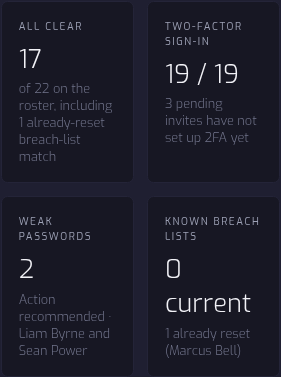 ALL CLEAR
17
of 22 on the
roster, including
1 already-reset
breach-list
match
TWO-FACTOR
SIGN-IN
19 / 19
3 pending
invites have not
set up 2FA yet
WEAK
PASSWORDS
2
Action
recommended ·
Liam Byrne and
Sean Power
KNOWN BREACH
LISTS
0
current
1 already reset
(Marcus Bell)